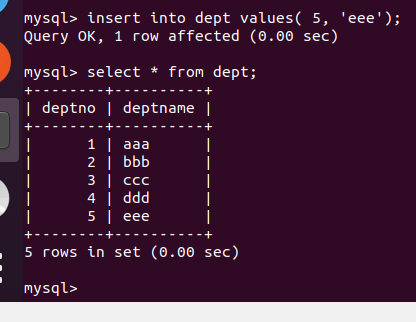 mysql> insert into dept values( 5, 'eee');
Query OK, 1 row affected (0.00 sec)
mysql> select * from dept;
+--------+----------+
| deptno | deptname |
+--------+----------+
|      1 | aaa      |
|      2 | bbb      |
|      3 | ccc      |
|      4 | ddd      |
|      5 | eee      |
+--------+----------+
5 rows in set (0.00 sec)
mysql>